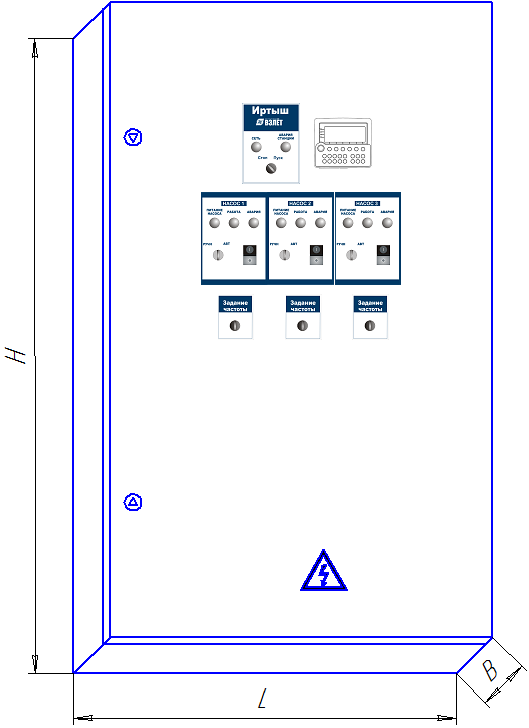 Иртыш
ВЗЛЁТ
СЕТЬ
АВАРИЯ
СТАНЦИИ
Стоп Пуск
НАСОС 1
ПИТАНИЕ
НАСОСА РАБОТА АВАРИЯ
РУЧН АВТ
НАСОС 2
ПИТАНИЕ
НАСОСА РАБОТА АВАРИЯ
РУЧН АВТ
НАСОС 3
ПИТАНИЕ
НАСОСА РАБОТА АВАРИЯ
РУЧН АВТ
Задание
частоты
Задание
частоты
Задание
частоты
H
L
B